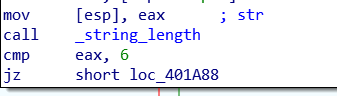 mov [esp], eax ; str
call _string_length
cmp eax, 6
jz short loc_401A88